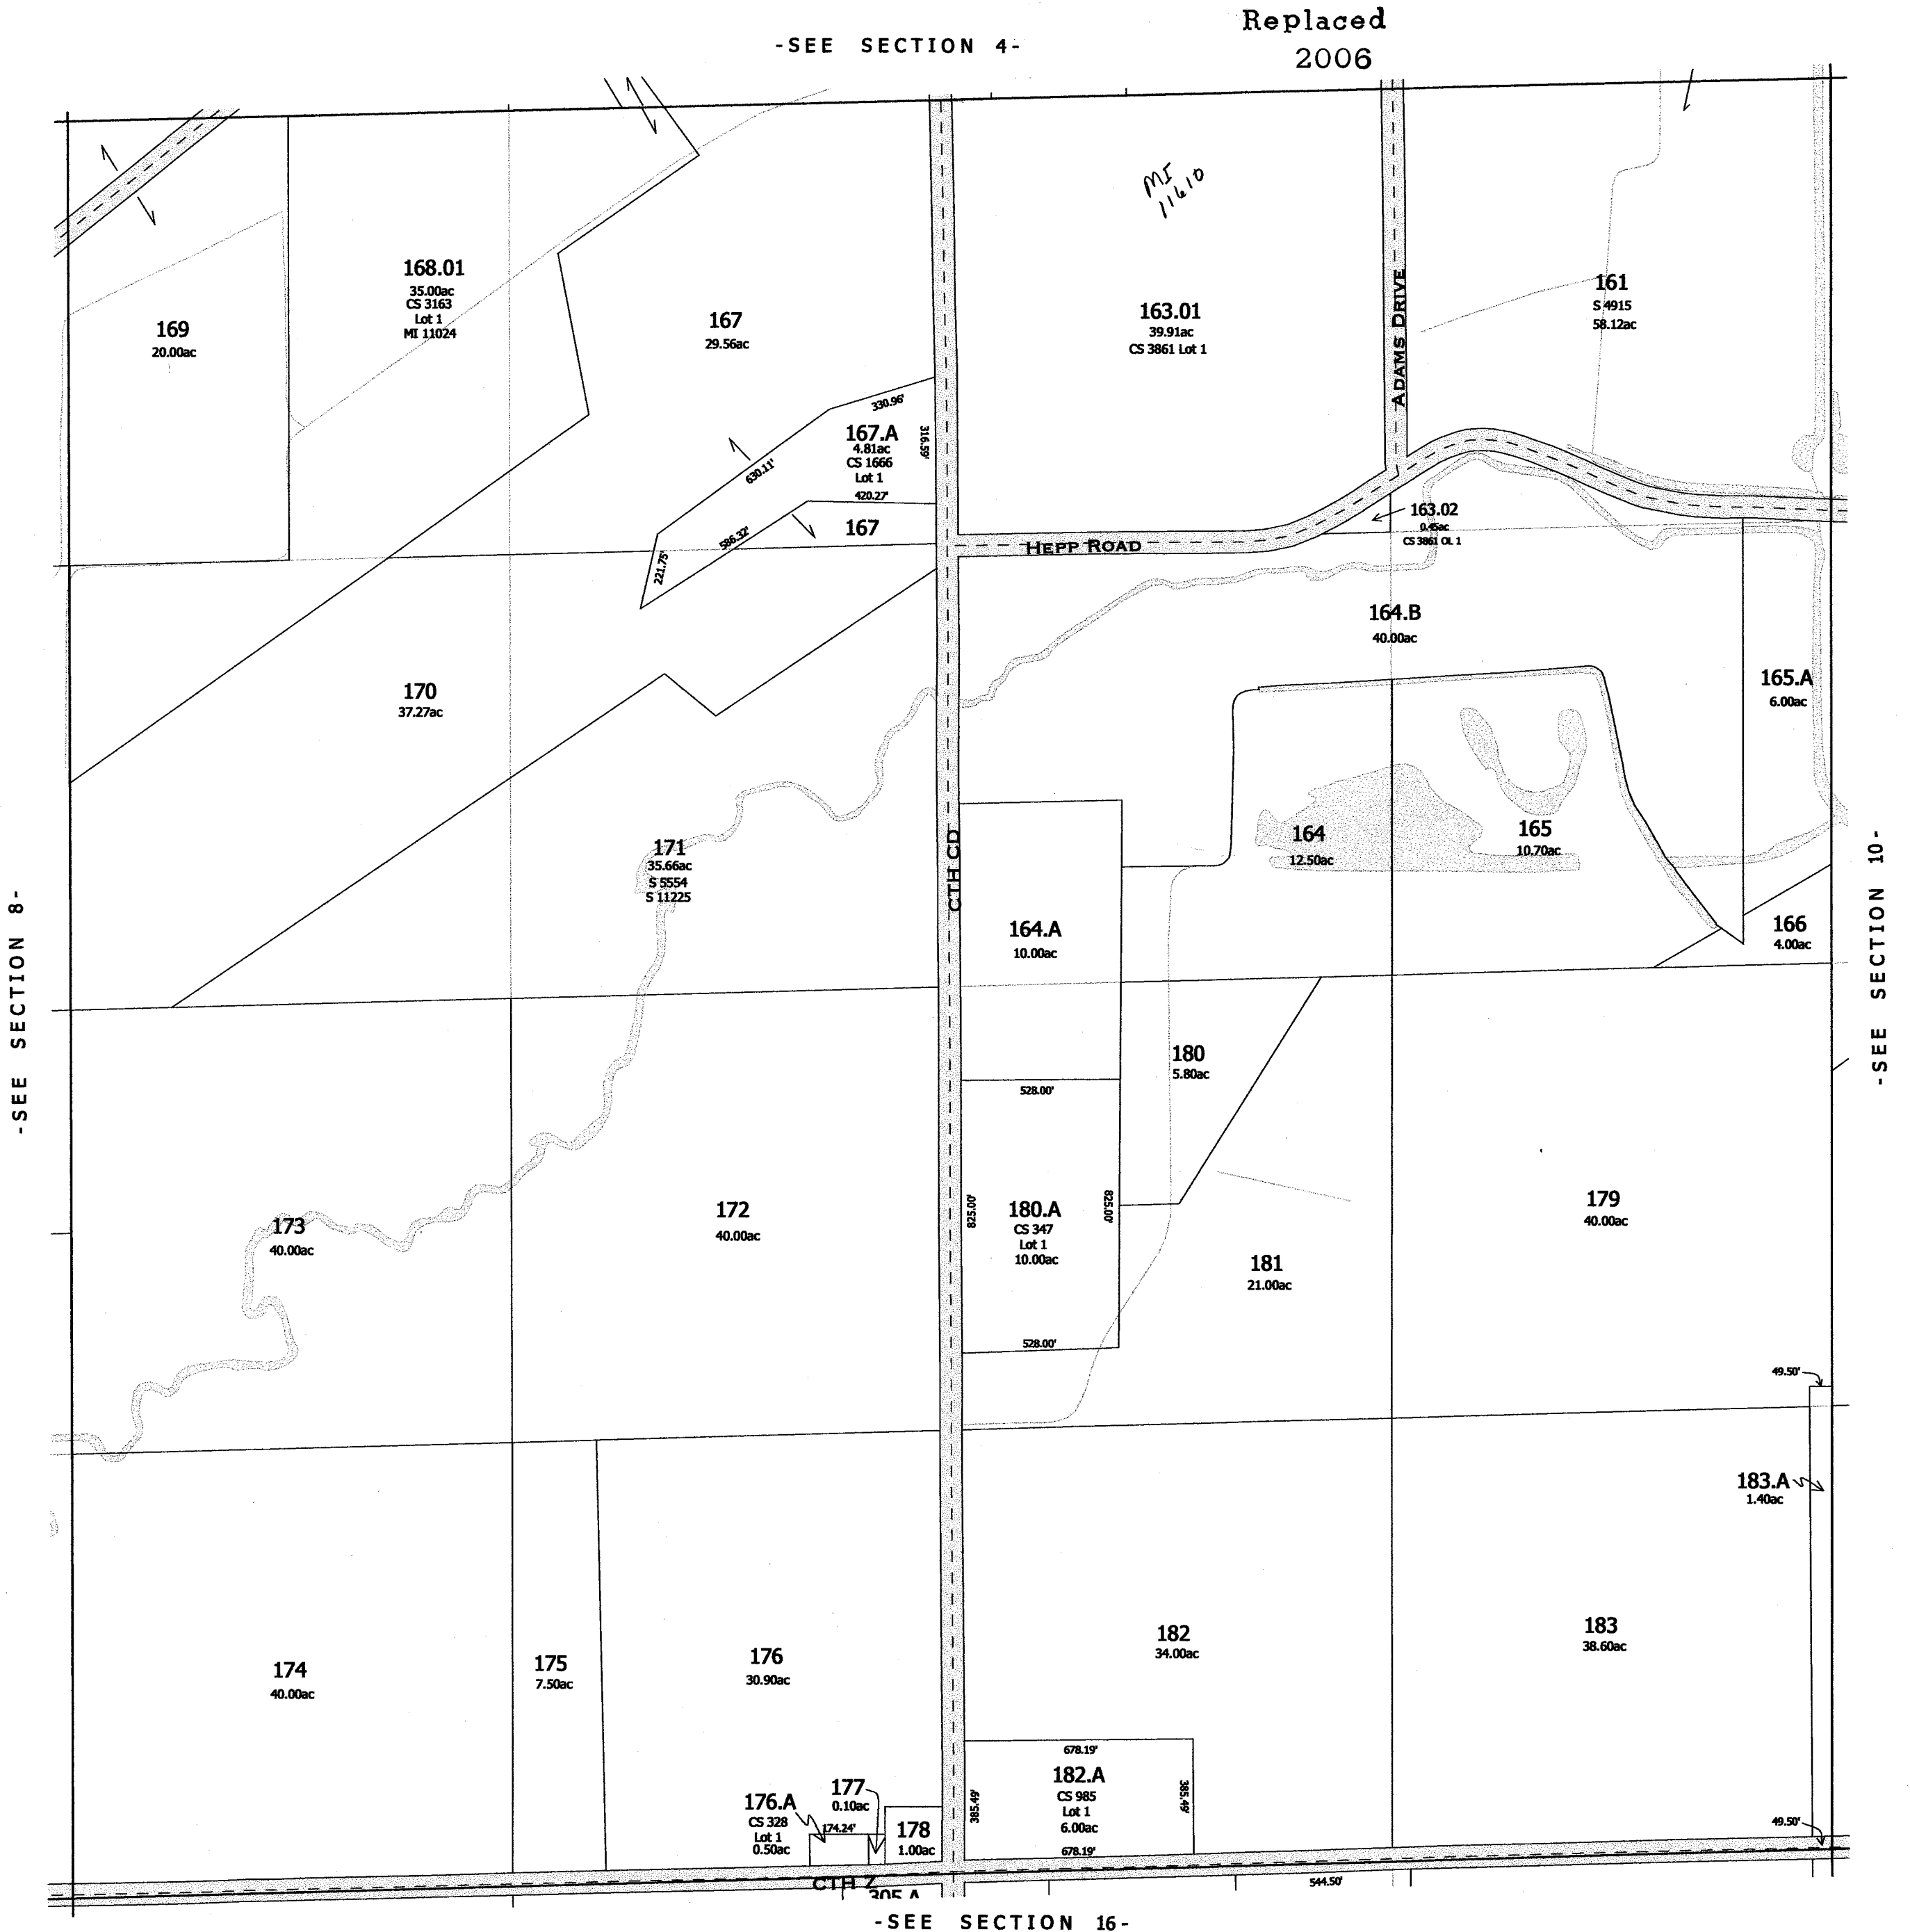 Replaced
2006
-SEE SECTION 4-
MI
11610
168.01
35.00ac
CS 3163
Lot 1
MI 11024
169
20.00ac
167
29.56ac
163.01
39.91ac
CS 3861 Lot 1
ADAMS DRIVE
161
S 4915
58.12ac
330.96'
167.A
4.81ac
CS 1666
Lot 1
316.59'
630.11'
420.27'
586.32'
167
221.75'
HEPP ROAD
163.02
0.45ac
CS 3861 OL 1
164.B
40.00ac
165.A
6.00ac
170
37.27ac
171
35.66ac
S 5554
S 11225
CTH CD
164
12.50ac
165
10.70ac
164.A
10.00ac
166
4.00ac
-SEE SECTION 8-
-SEE SECTION 10-
180
5.80ac
528.00'
173
40.00ac
172
40.00ac
825.00'
180.A
CS 347
Lot 1
10.00ac
825.00'
179
40.00ac
181
21.00ac
528.00'
49.50'
183.A
1.40ac
174
40.00ac
175
7.50ac
176
30.90ac
182
34.00ac
183
38.60ac
678.19'
182.A
CS 985
Lot 1
6.00ac
385.49'
385.49'
678.19'
176.A
CS 328
Lot 1
0.50ac
177
0.10ac
174.24'
178
1.00ac
49.50'
CTH Z
305.A
544.50'
-SEE SECTION 16-